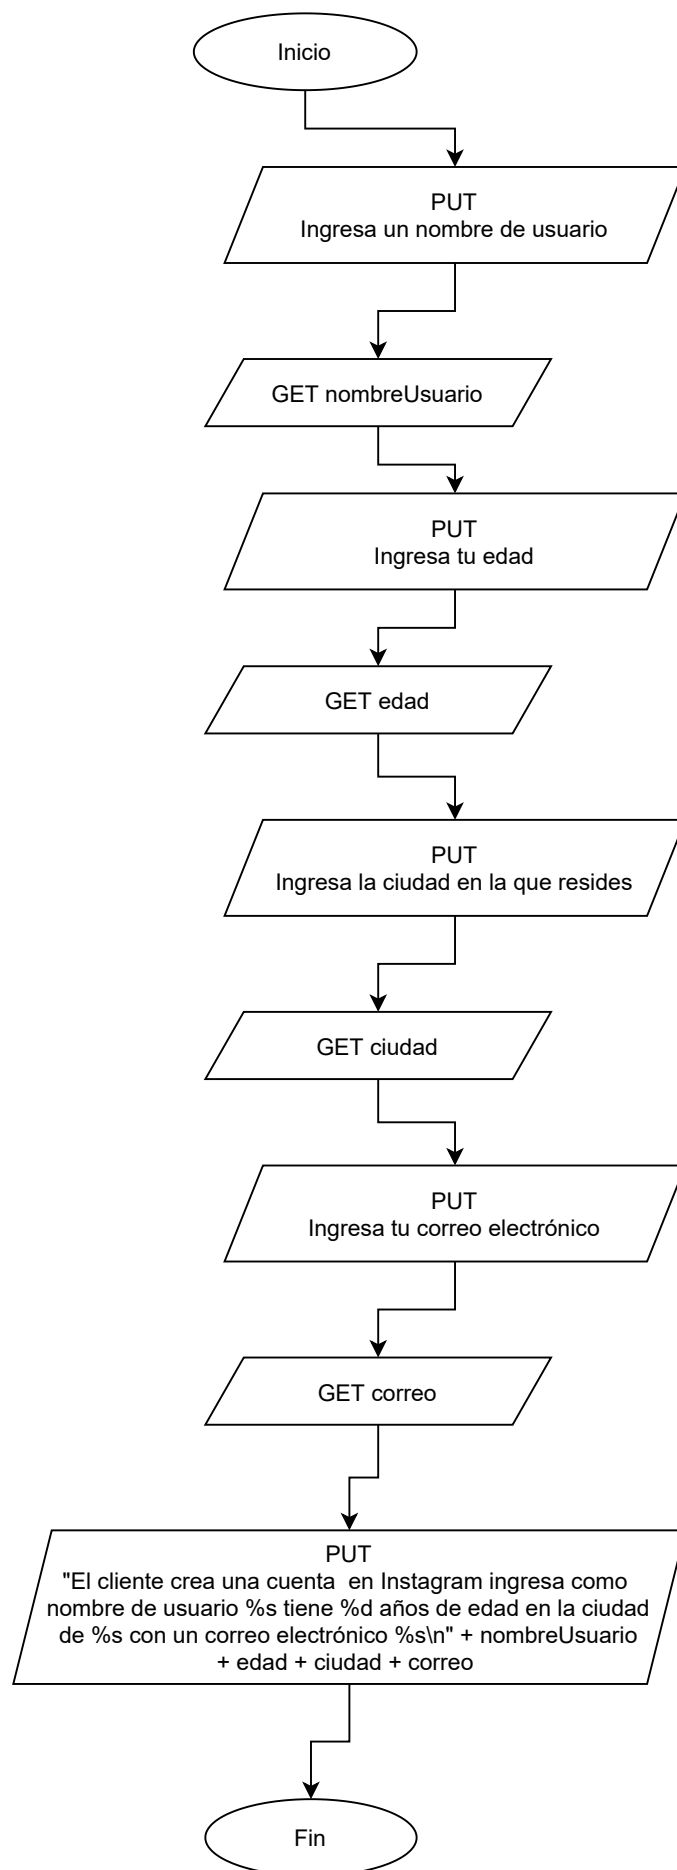 Inicio
PUT
Ingresa un nombre de usuario
GET nombreUsuario
PUT
Ingresa tu edad
GET edad
PUT
Ingresa la ciudad en la que resides
GET ciudad
PUT
Ingresa tu correo electrónico
GET correo
PUT
"El cliente crea una cuenta  en Instagram ingresa como
nombre de usuario %s tiene %d años de edad en la ciudad
de %s con un correo electrónico %s\n" + nombreUsuario
+ edad + ciudad + correo
Fin